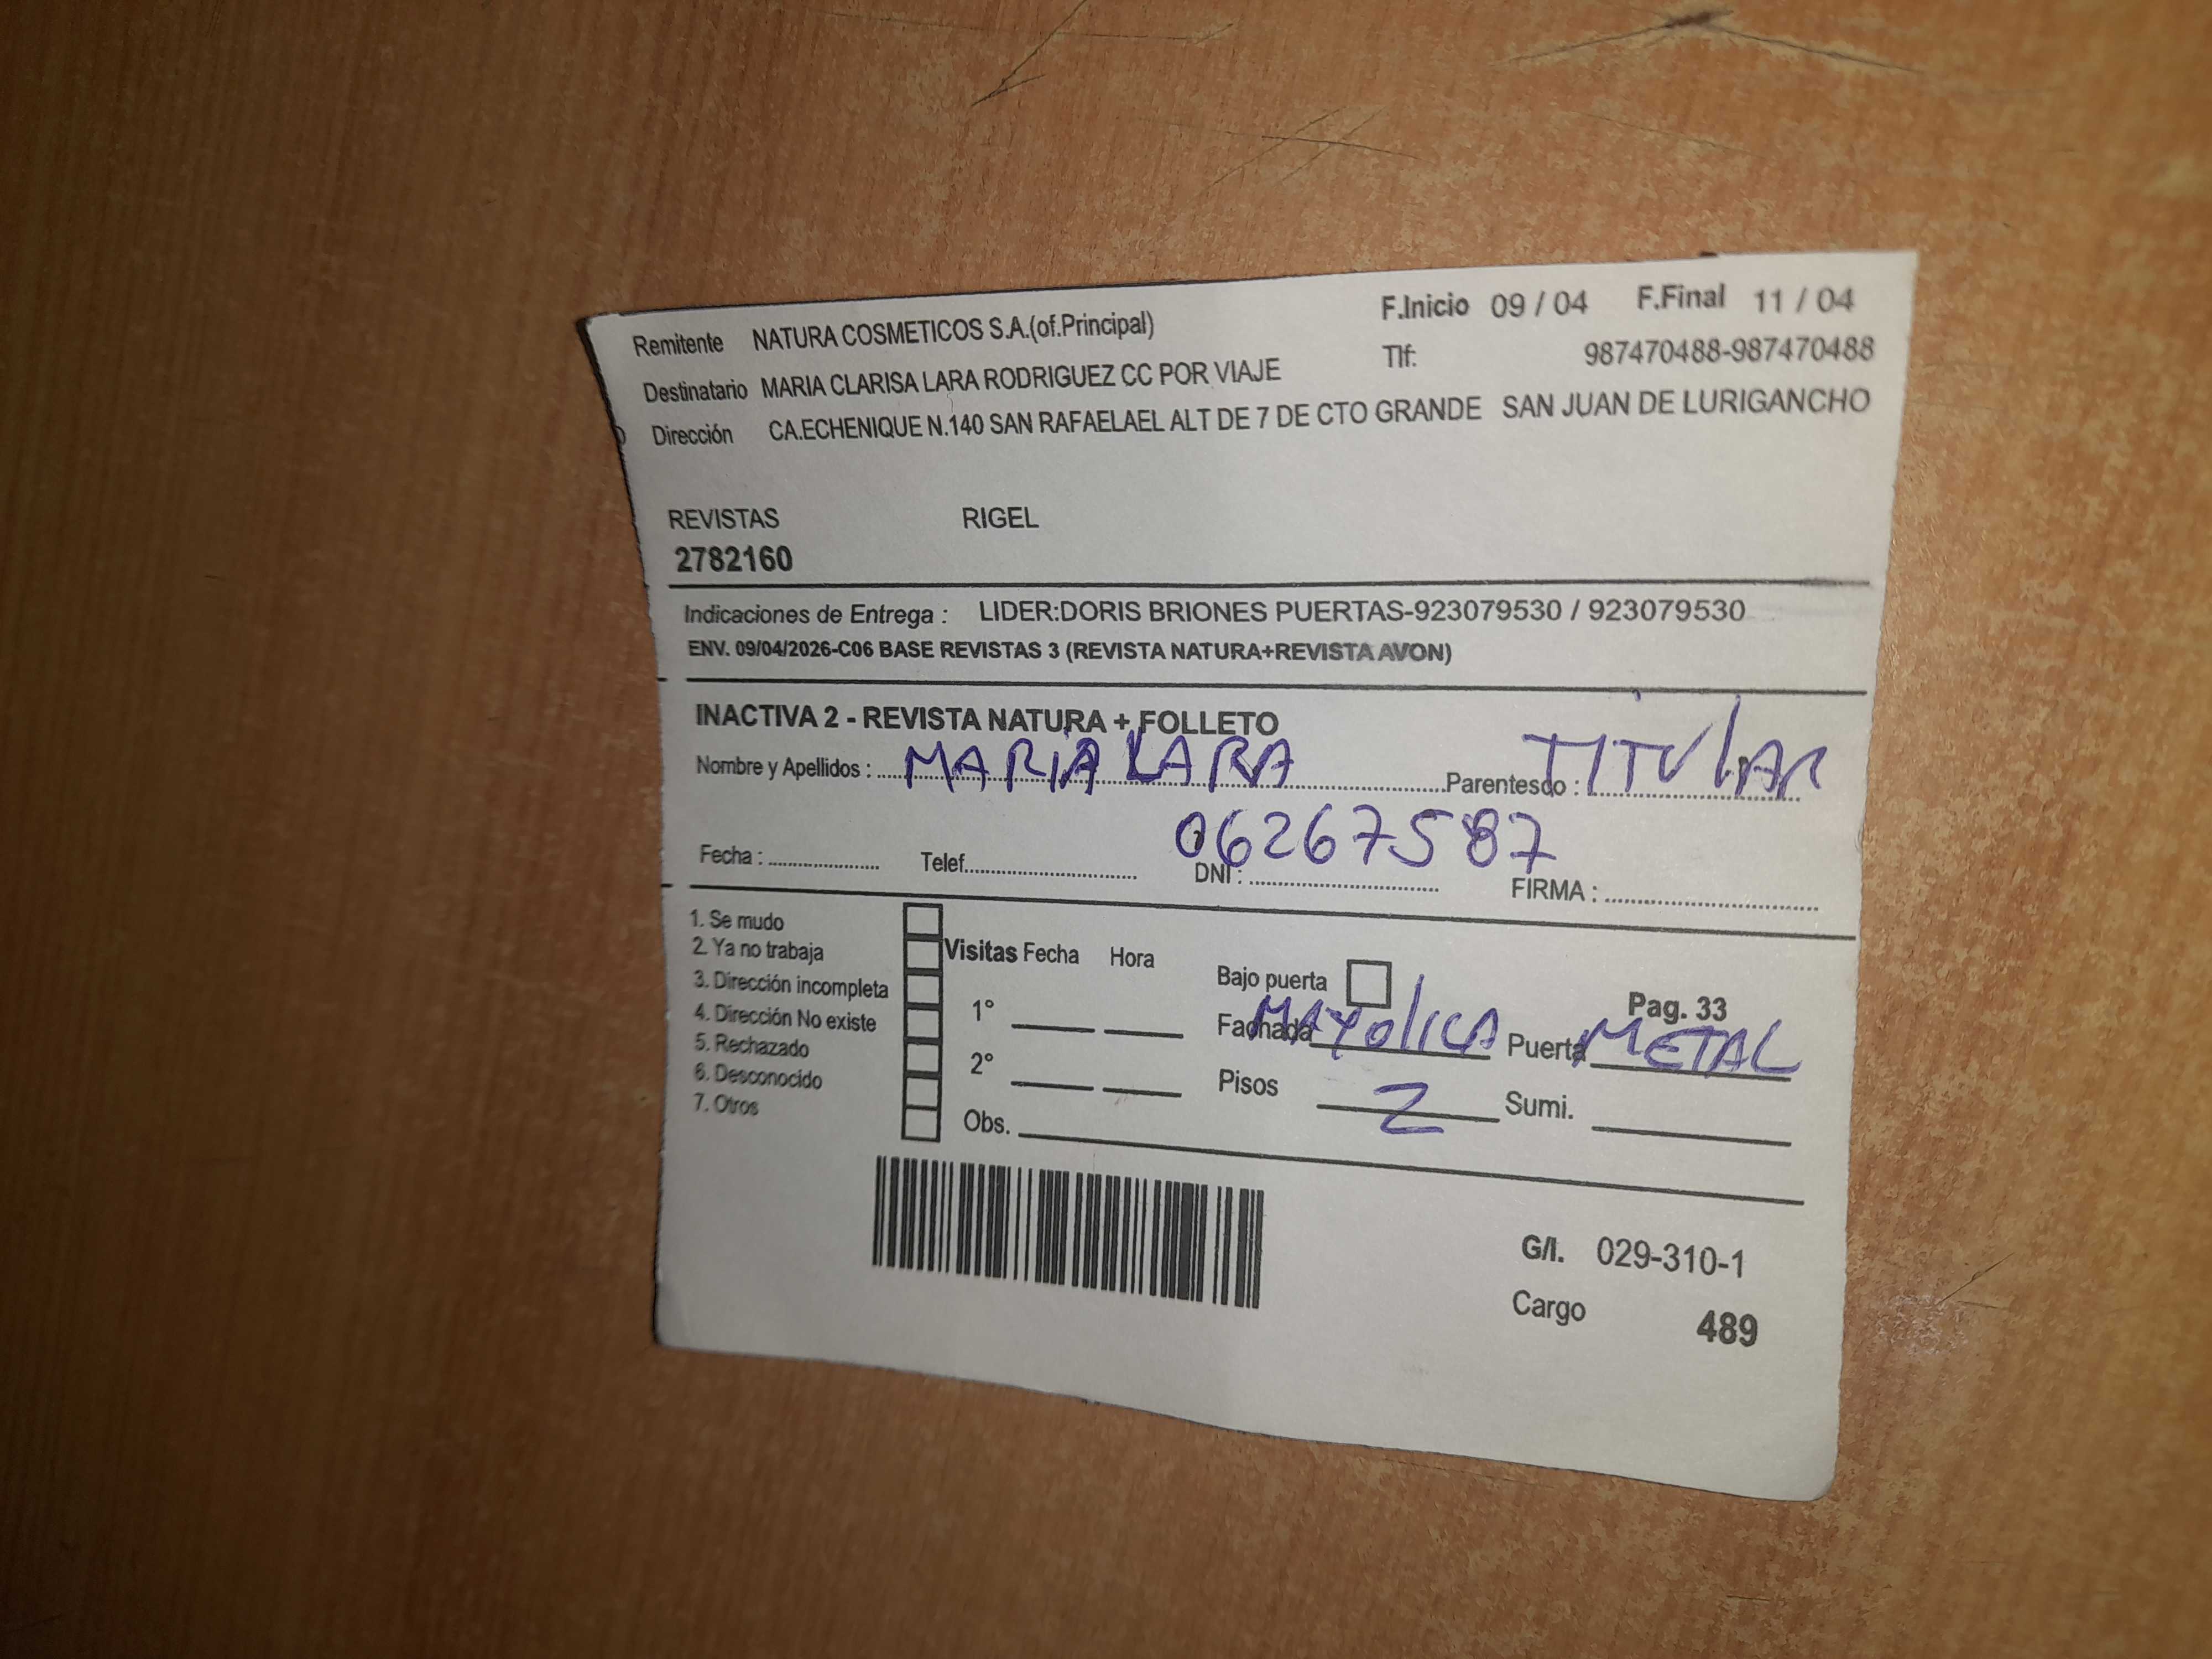 Remitente NATURA COSMETICOS S.A.(of.Principal) F.Inicio 09 / 04 F.Final 11 / 04
Destinatario MARIA CLARISA LARA RODRIGUEZ CC POR VIAJE Tlf: 987470488-987470488
Dirección CA.ECHENIQUE N.140 SAN RAFAELAEL ALT DE 7 DE CTO GRANDE SAN JUAN DE LURIGANCHO
REVISTAS RIGEL
2782160
Indicaciones de Entrega : LIDER:DORIS BRIONES PUERTAS-923079530 / 923079530
ENV. 09/04/2026-C06 BASE REVISTAS 3 (REVISTA NATURA+REVISTA AVON)
INACTIVA 2 - REVISTA NATURA + FOLLETO
Nombre y Apellidos : MARIA LARA Parentesco : TITULAR
Fecha : Telef. DNI : 06267587 FIRMA :
1. Se mudo
2. Ya no trabaja Visitas Fecha Hora Bajo puerta
3. Dirección incompleta Pag. 33
4. Dirección No existe 1° Fachada MAYOLICA Puerta METAL
5. Rechazado
6. Desconocido 2° Pisos 2 Sumi.
7. Otros Obs.
G/I. 029-310-1
Cargo 489